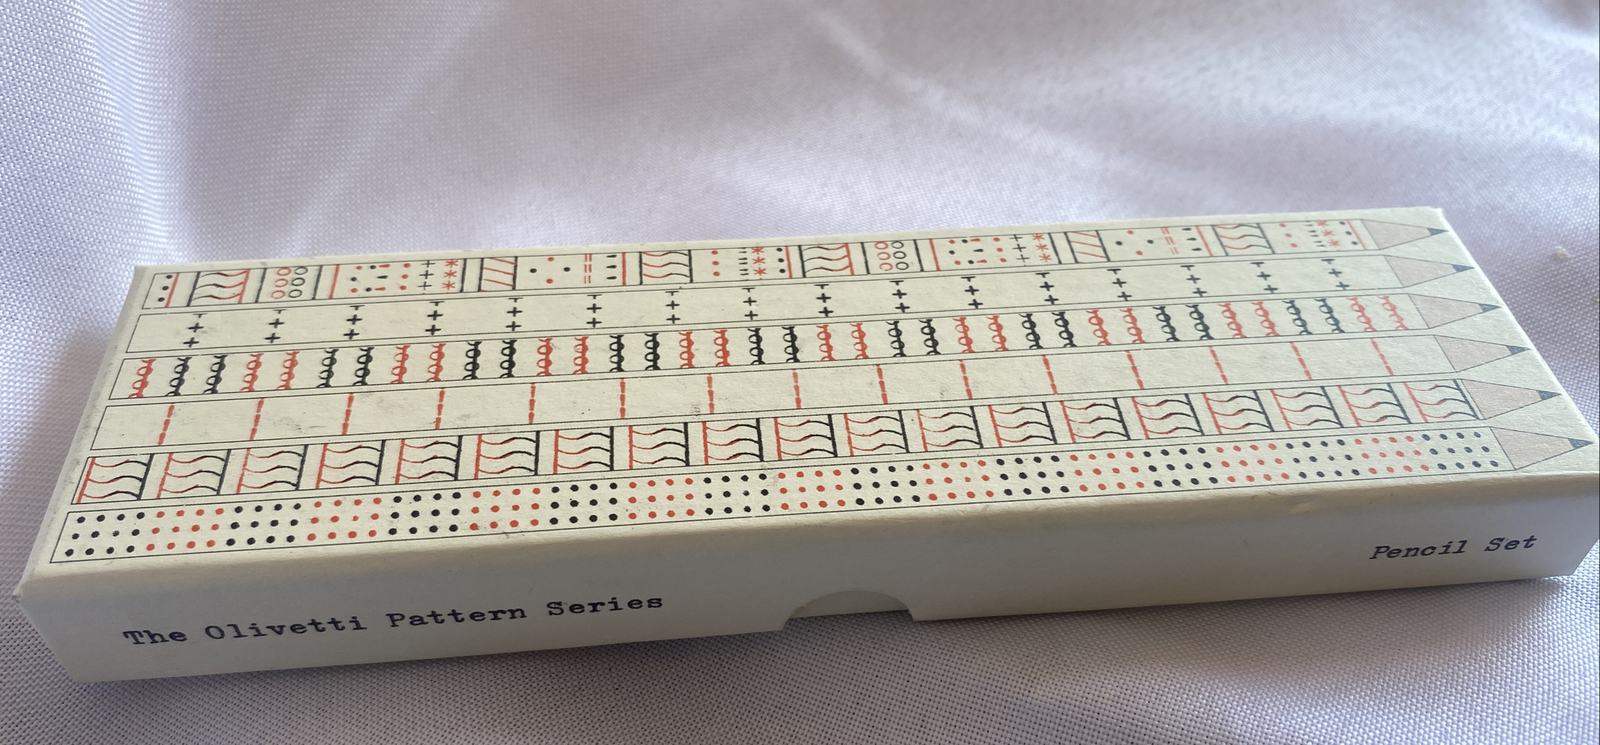 The Olivetti Pattern Series
Pencil Set